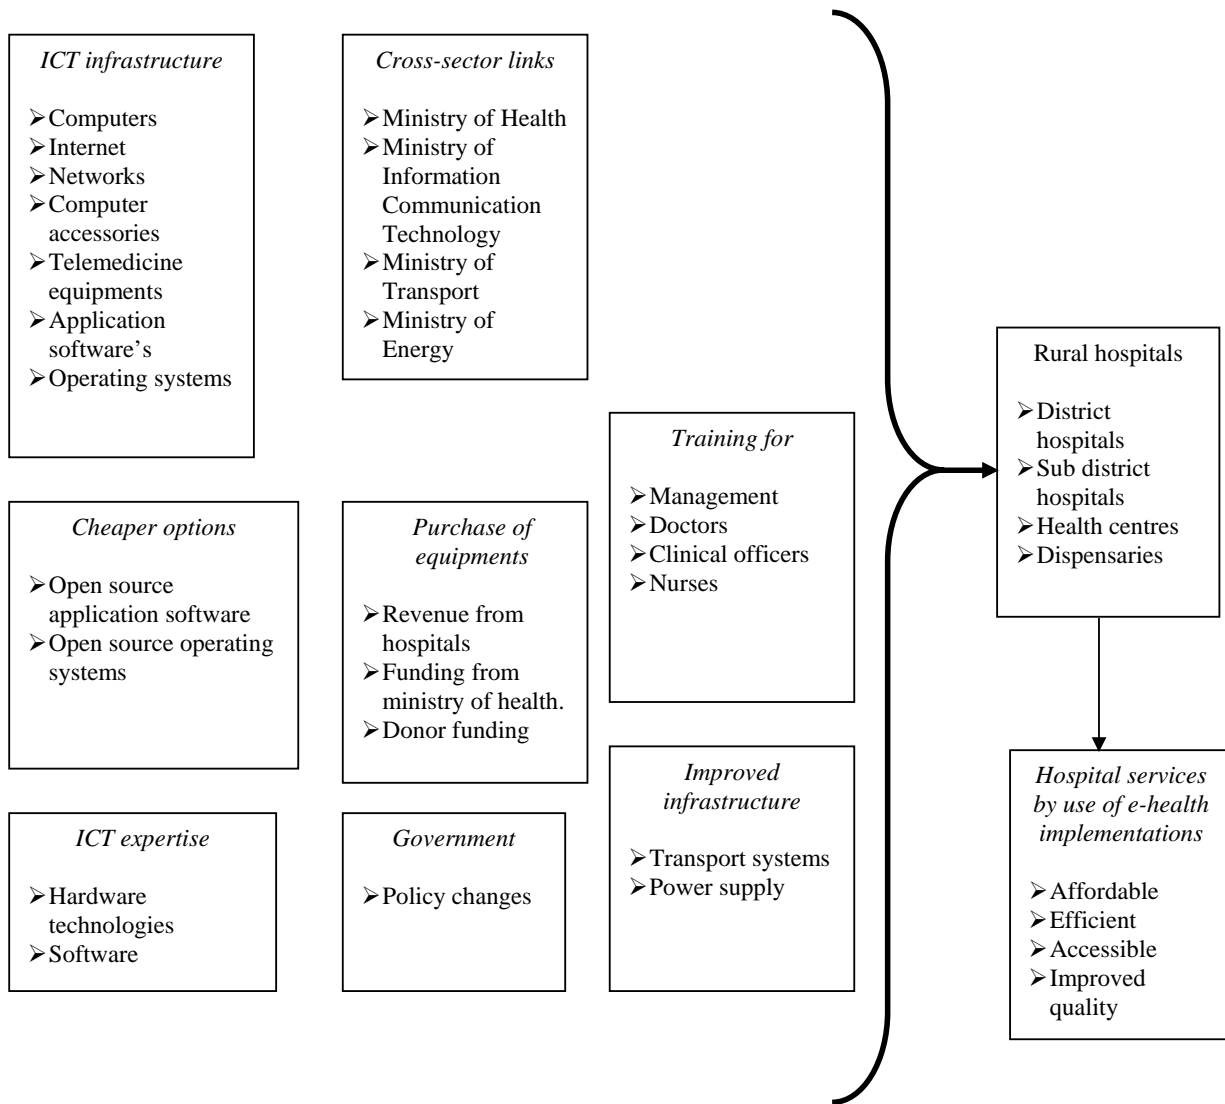 ICT infrastructure
➢Computers
➢Internet
➢Networks
➢Computer
accessories
➢Telemedicine
equipments
➢Application
software’s
➢Operating systems
Cross-sector links
➢Ministry of Health
➢Ministry of
Information
Communication
Technology
➢Ministry of
Transport
➢Ministry of
Energy
Training for
➢Management
➢Doctors
➢Clinical officers
➢Nurses
Cheaper options
➢Open source
application software
➢Open source operating
systems
Purchase of
equipments
➢Revenue from
hospitals
➢Funding from
ministry of health.
➢Donor funding
Improved
infrastructure
➢Transport systems
➢Power supply
ICT expertise
➢Hardware
technologies
➢Software
Government
➢Policy changes
Rural hospitals
➢District
hospitals
➢Sub district
hospitals
➢Health centres
➢Dispensaries
Hospital services
by use of e-health
implementations
➢Affordable
➢Efficient
➢Accessible
➢Improved
quality